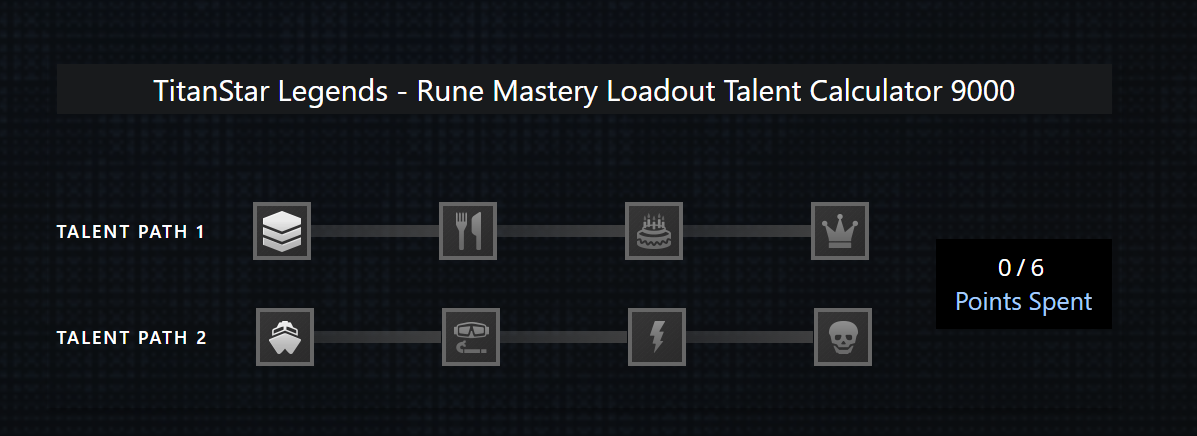 TitanStar Legends - Rune Mastery Loadout Talent Calculator 9000
TALENT PATH 1
0 / 6
Points Spent
TALENT PATH 2